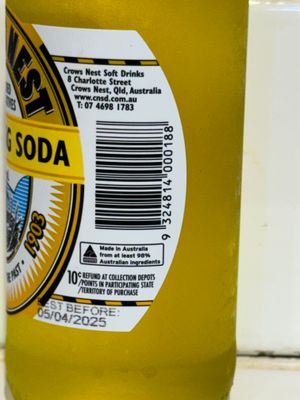 NEST
Crows Nest Soft Drinks
8 Charlotte Street
Crows Nest, Qld, Australia
www.cnsd.com.au
T: 07 4698 1783
G SODA
1903
THE PAST •
9 324814 000188
Made in Australia
from at least 98%
Australian ingredients
10¢ REFUND AT COLLECTION DEPOTS
/POINTS IN PARTICIPATING STATE
/TERRITORY OF PURCHASE
EST BEFORE:
05/04/2025